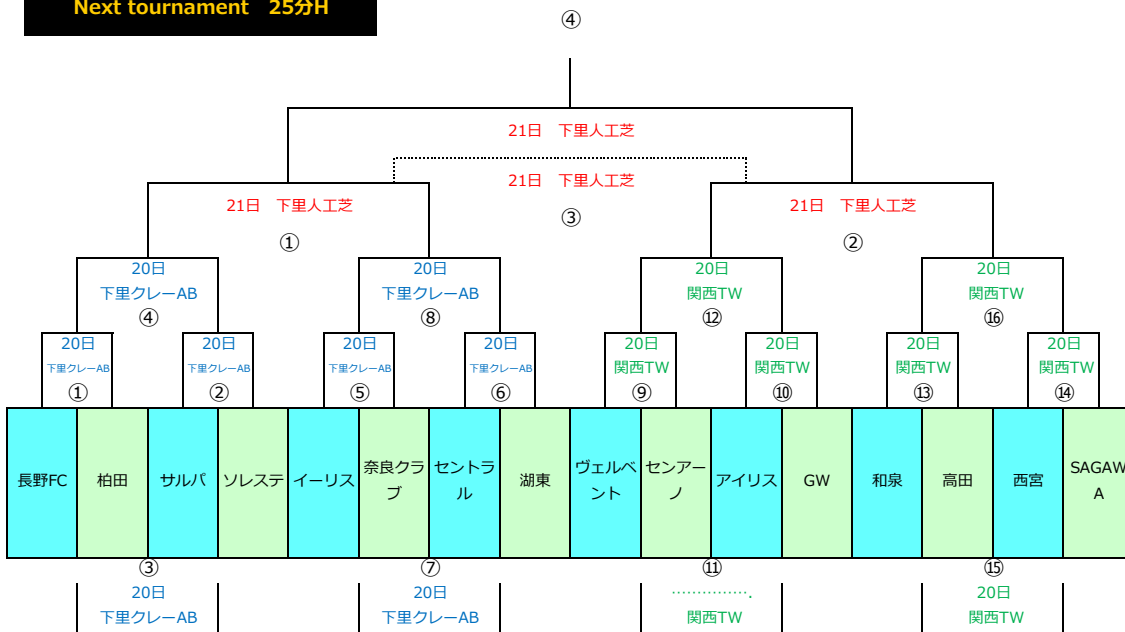 Next tournament 25分H
④
21日 下里人工芝
21日 下里人工芝
③
21日 下里人工芝
①
21日 下里人工芝
②
20日
下里クレーAB
④
20日
下里クレーAB
⑧
20日
関西TW
⑫
20日
関西TW
⑯
20日
下里クレーAB
①
20日
下里クレーAB
②
20日
下里クレーAB
⑤
20日
下里クレーAB
⑥
20日
関西TW
⑨
20日
関西TW
⑩
20日
関西TW
⑬
20日
関西TW
⑭
長野FC
柏田
サルパ
ソレステ
イーリス
奈良クラ
ブ
セントラ
ル
湖東
ヴェルベ
ント
センアー
ノ
アイリス
GW
和泉
高田
西宮
SAGAW
A
③
20日
下里クレーAB
⑦
20日
下里クレーAB
⑪
…………….
関西TW
⑮
20日
関西TW